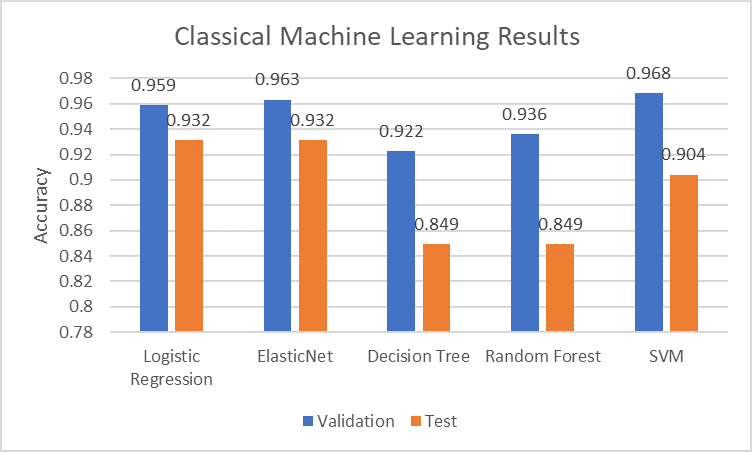 Classical Machine Learning Results
Accuracy
0.98
0.96
0.94
0.92
0.9
0.88
0.86
0.84
0.82
0.8
0.78
0.959
0.932
0.963
0.932
0.922
0.849
0.936
0.849
0.968
0.904
Logistic
Regression
ElasticNet
Decision Tree
Random Forest
SVM
Validation
Test